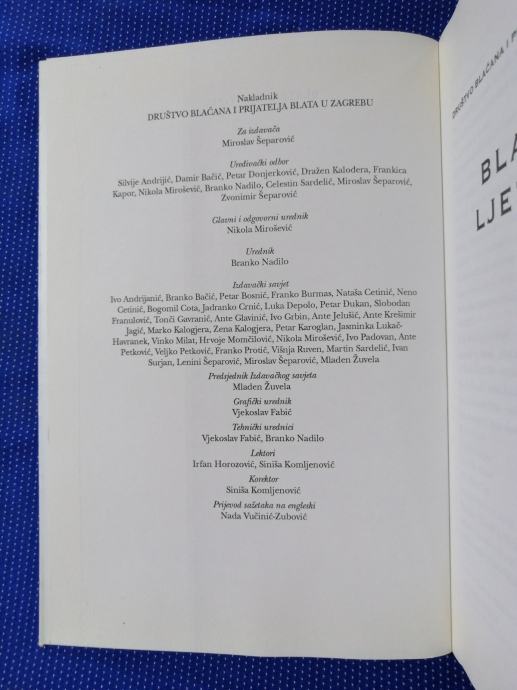 Nakladnik
DRUŠTVO BLAĆANA I PRIJATELJA BLATA U ZAGREBU
Za izdavača
Miroslav Šeparović
Uređivački odbor
Silvije Andrijić, Damir Bačić, Petar Donjerković, Dražen Kalodera, Frankica
Kapor, Nikola Mirošević, Branko Nadilo, Celestin Sardelić, Miroslav Šeparović,
Zvonimir Šeparović
Glavni i odgovorni urednik
Nikola Mirošević
Urednik
Branko Nadilo
Izdavački savjet
Ivo Andrijanić, Branko Bačić, Petar Bosnić, Franko Burmas, Nataša Cetinić, Neno
Cetinić, Bogomil Cota, Jadranko Crnić, Luka Depolo, Petar Dukan, Slobodan
Franulović, Tonči Gavranić, Ante Glavinić, Ivo Grbin, Ante Jelušić, Ante Krešimir
Jagić, Marko Kalogjera, Zena Kalogjera, Petar Karoglan, Jasminka Lukač-
Havranek, Vinko Milat, Hrvoje Momčilović, Nikola Mirošević, Ivo Padovan, Ante
Petković, Veljko Petković, Franko Protić, Višnja Ruven, Martin Sardelić, Ivan
Surjan, Lenini Šeparović, Miroslav Šeparović, Mladen Žuvela
Predsjednik Izdavačkog savjeta
Mladen Žuvela
Grafički urednik
Vjekoslav Fabić
Tehnički urednici
Vjekoslav Fabić, Branko Nadilo
Lektori
Irfan Horozović, Siniša Komljenović
Korektor
Siniša Komljenović
Prijevod sažetaka na engleski
Nada Vučinić-Zubović
DRUŠTVO BLAĆANA I P
BLA
LJE